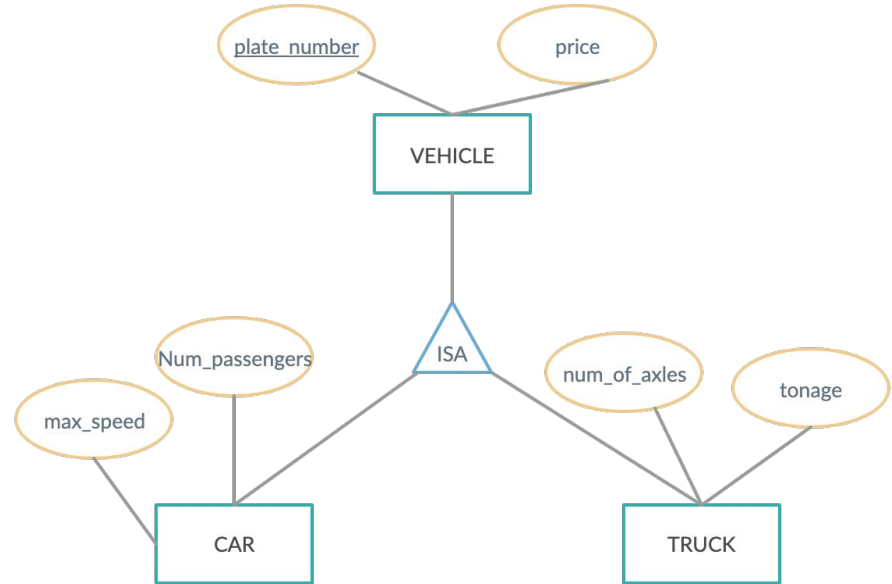 plate_number
price
VEHICLE
ISA
Num_passengers
num_of_axles
tonage
max_speed
CAR
TRUCK